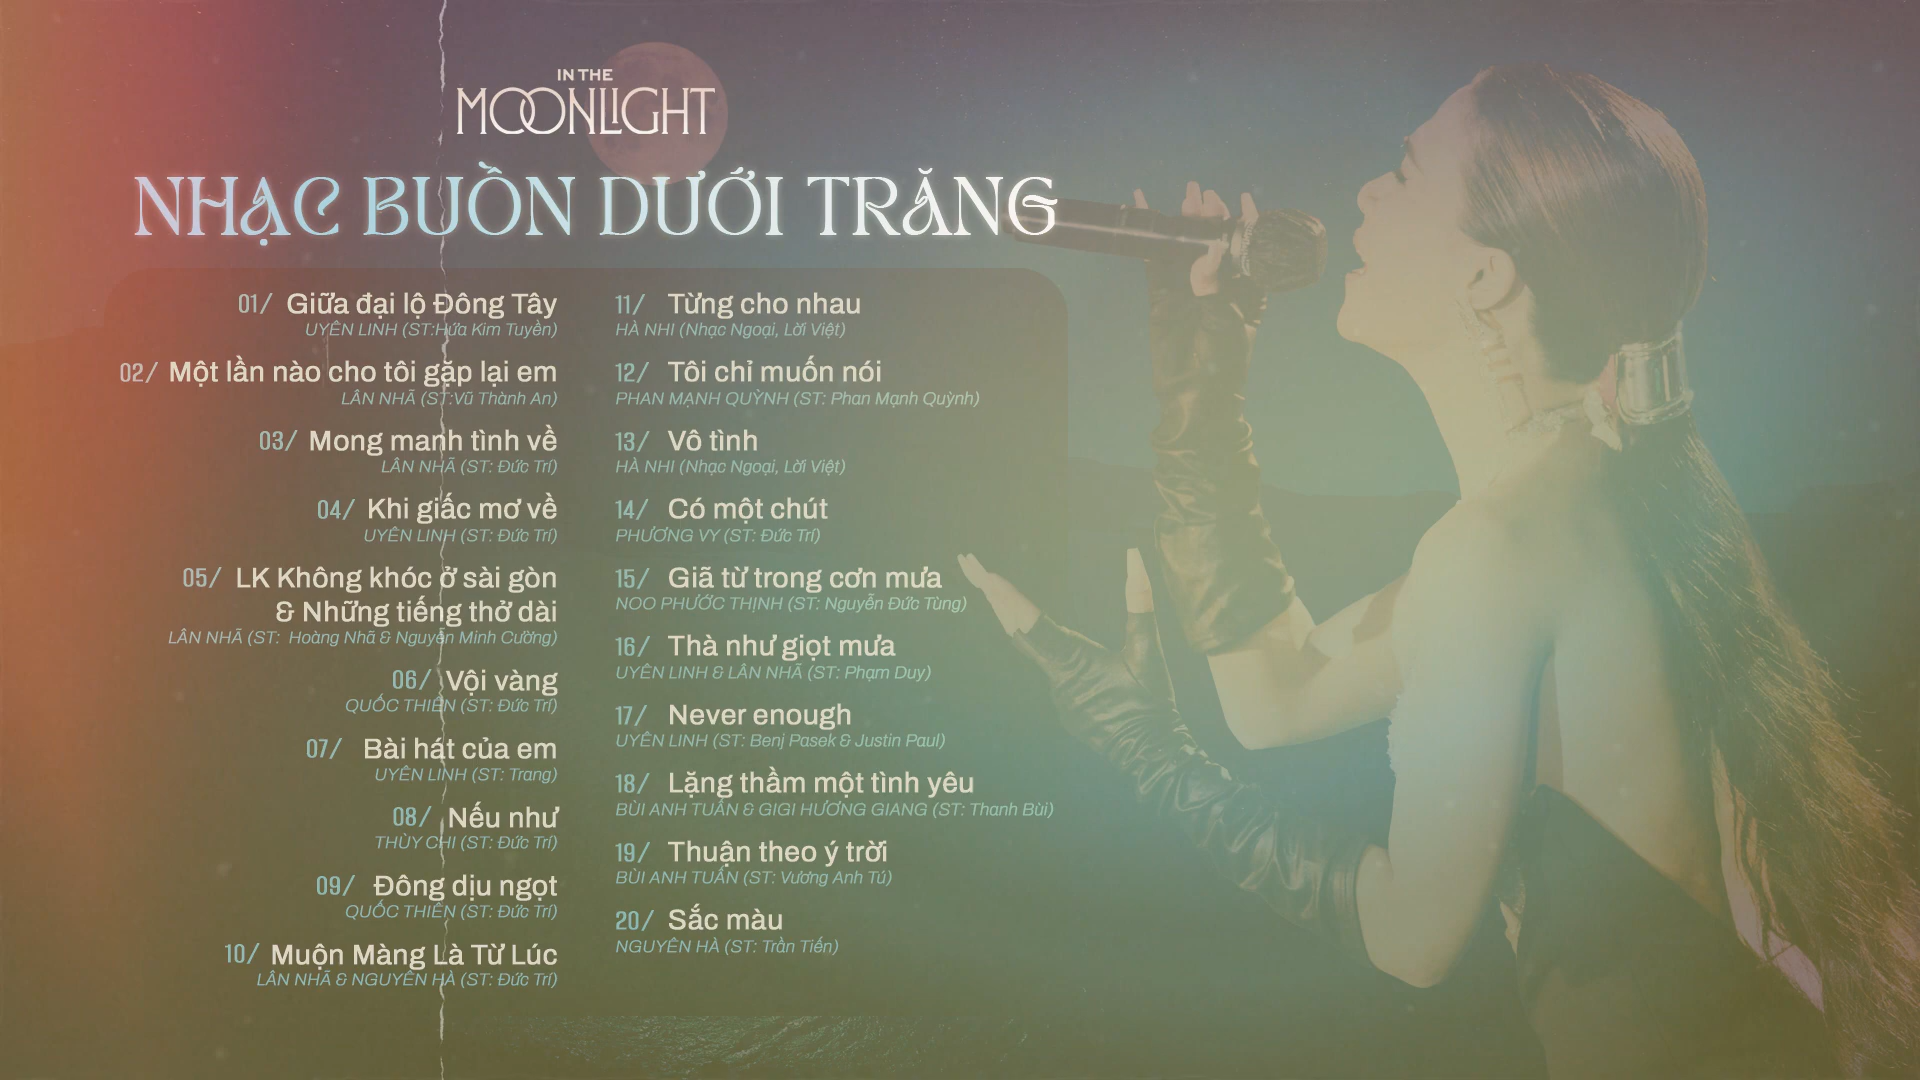 IN THE
MOONLIGHT
NHẠC BUỒN DƯỚI TRĂNG
01/ Giữa đại lộ Đông Tây
UYÊN LINH (ST:Hứa Kim Tuyền)
02/ Một lần nào cho tôi gặp lại em
LÂN NHÃ (ST:Vũ Thành An)
03/ Mong manh tình về
LÂN NHÃ (ST: Đức Trí)
04/ Khi giấc mơ về
UYÊN LINH (ST: Đức Trí)
05/ LK Không khóc ở sài gòn
& Những tiếng thở dài
LÂN NHÃ (ST: Hoàng Nhã & Nguyễn Minh Cường)
06/ Vội vàng
QUỐC THIÊN (ST: Đức Trí)
07/ Bài hát của em
UYÊN LINH (ST: Trang)
08/ Nếu như
THÙY CHI (ST: Đức Trí)
09/ Đông dịu ngọt
QUỐC THIÊN (ST: Đức Trí)
10/ Muộn Màng Là Từ Lúc
LÂN NHÃ & NGUYÊN HÀ (ST: Đức Trí)
11/ Từng cho nhau
HÀ NHI (Nhạc Ngoại, Lời Việt)
12/ Tôi chỉ muốn nói
PHAN MẠNH QUỲNH (ST: Phan Mạnh Quỳnh)
13/ Vô tình
HÀ NHI (Nhạc Ngoại, Lời Việt)
14/ Có một chút
PHƯƠNG VY (ST: Đức Trí)
15/ Giã từ trong cơn mưa
NOO PHƯỚC THỊNH (ST: Nguyễn Đức Tùng)
16/ Thà như giọt mưa
UYÊN LINH & LÂN NHÃ (ST: Phạm Duy)
17/ Never enough
UYÊN LINH (ST: Benj Pasek & Justin Paul)
18/ Lặng thầm một tình yêu
BÙI ANH TUẤN & GIGI HƯƠNG GIANG (ST: Thanh Bùi)
19/ Thuận theo ý trời
BÙI ANH TUẤN (ST: Vương Anh Tú)
20/ Sắc màu
NGUYÊN HÀ (ST: Trần Tiến)